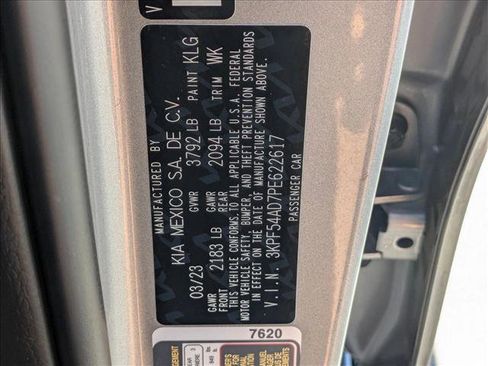 MANUFACTURED BY
KIA MEXICO S.A. DE C.V.
03/23 GVWR 3792 LB PAINT KLG
GAWR FRONT 2183 LB GAWR REAR 2094 LB TRIM WK
THIS VEHICLE CONFORMS TO ALL APPLICABLE U.S.A. FEDERAL
MOTOR VEHICLE SAFETY, BUMPER, AND THEFT PREVENTION STANDARDS
IN EFFECT ON THE DATE OF MANUFACTURE SHOWN ABOVE.
V.I.N. 3KPF54AD7PE622617
PASSENGER CAR
V
7620